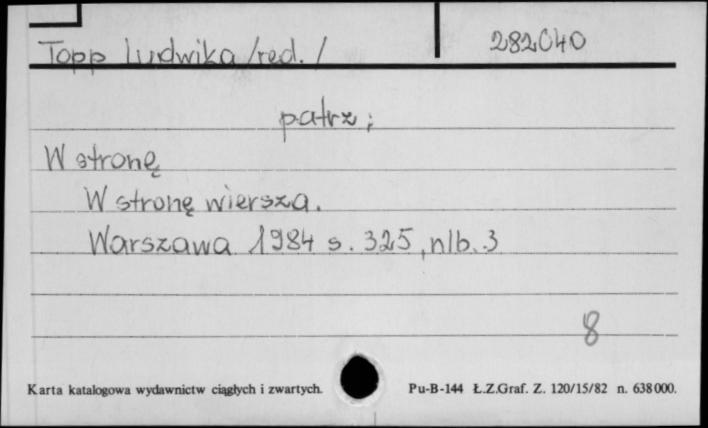 Topp Ludwika /red./ 282040
patrz:
W stronę
W stronę wiersza.
Warszawa 1984 s. 325, nlb. 3
8
Karta katalogowa wydawnictw ciągłych i zwartych. Pu-B-144 Ł.Z.Graf. Z. 120/15/82 n. 638000.